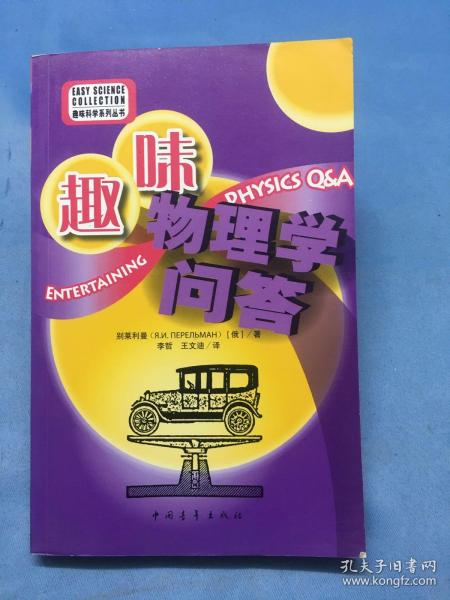 EASY SCIENCE
COLLECTION
趣味科学系列丛书
趣味
PHYSICS Q&A
物理学
ENTERTAINING
问答
别莱利曼（Я.И. ПЕРЕЛЬМАН）［俄］/著
李哲 王文迪/译
中国青年出版社
孔夫子旧书网
www.kongfz.com